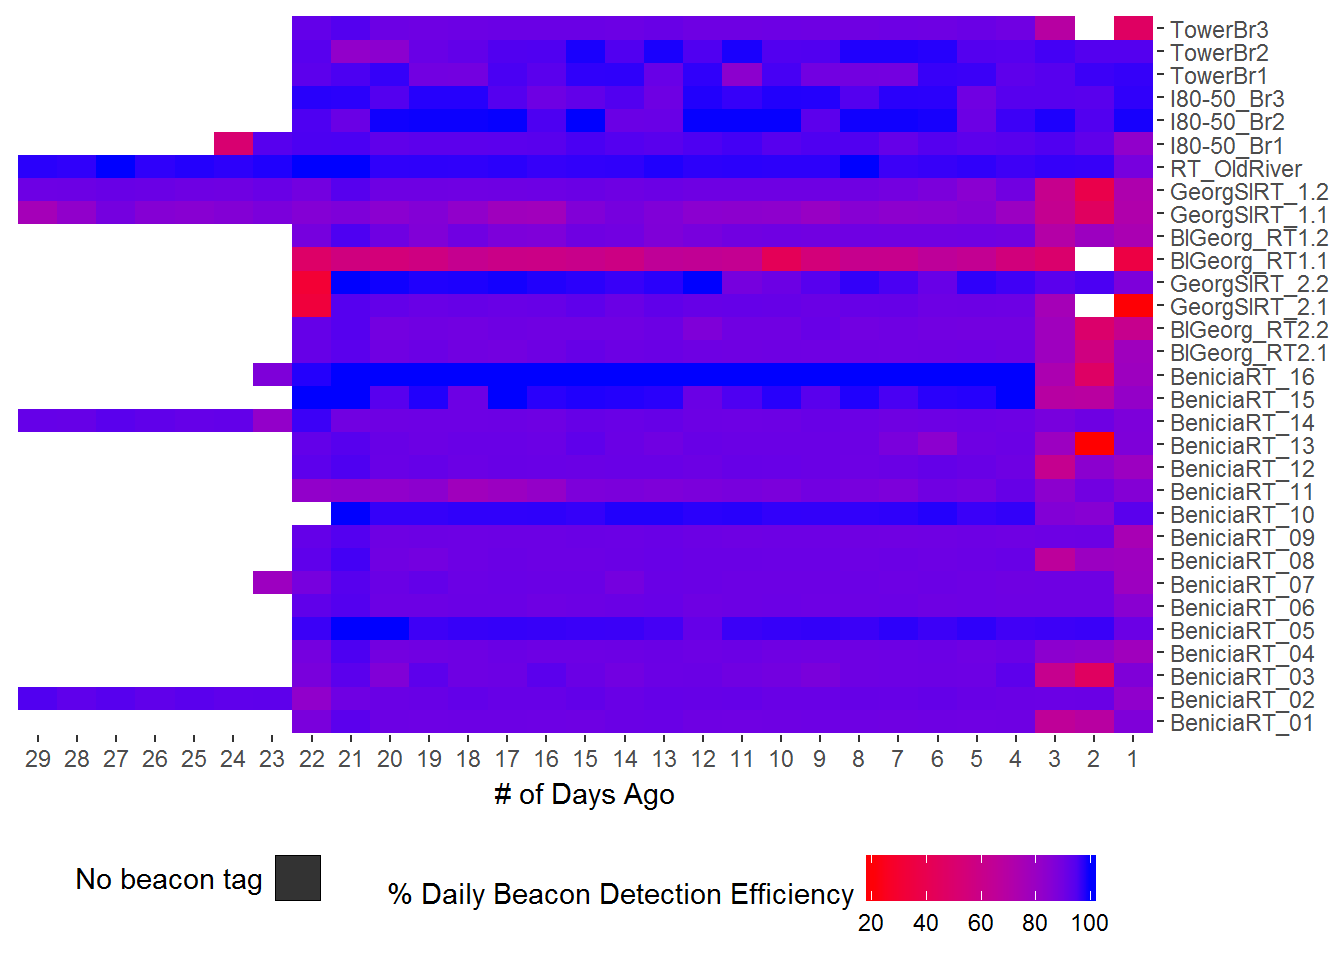 TowerBr3
TowerBr2
TowerBr1
I80-50_Br3
I80-50_Br2
I80-50_Br1
RT_OldRiver
GeorgSlRT_1.2
GeorgSlRT_1.1
BlGeorg_RT1.2
BlGeorg_RT1.1
GeorgSlRT_2.2
GeorgSlRT_2.1
BlGeorg_RT2.2
BlGeorg_RT2.1
BeniciaRT_16
BeniciaRT_15
BeniciaRT_14
BeniciaRT_13
BeniciaRT_12
BeniciaRT_11
BeniciaRT_10
BeniciaRT_09
BeniciaRT_08
BeniciaRT_07
BeniciaRT_06
BeniciaRT_05
BeniciaRT_04
BeniciaRT_03
BeniciaRT_02
BeniciaRT_01
29 28 27 26 25 24 23 22 21 20 19 18 17 16 15 14 13 12 11 10 9 8 7 6 5 4 3 2 1
# of Days Ago
No beacon tag
% Daily Beacon Detection Efficiency
20 40 60 80 100